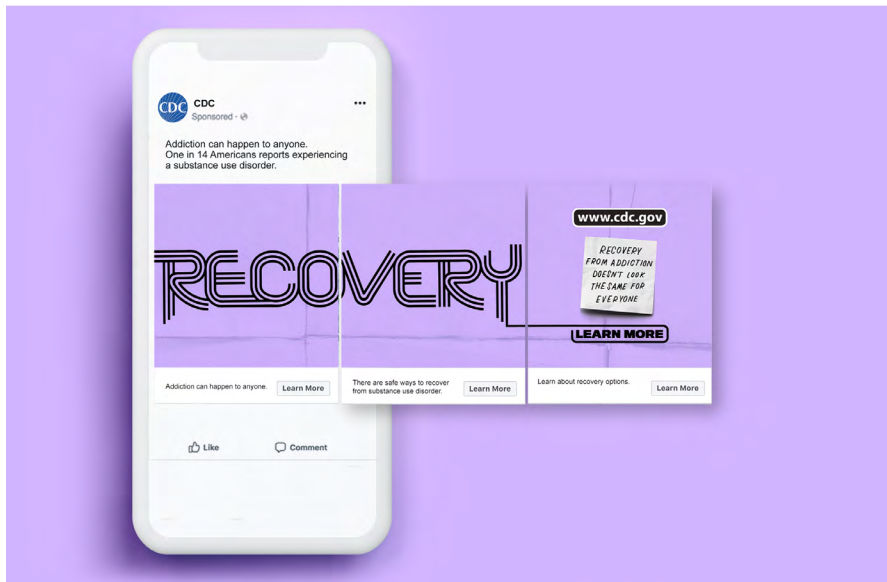 CDC
CDC
Sponsored ·
Addiction can happen to anyone.
One in 14 Americans reports experiencing
a substance use disorder.
RECOVERY
www.cdc.gov
RECOVERY
FROM ADDICTION
DOESN'T LOOK
THE SAME FOR
EVERYONE
LEARN MORE
Addiction can happen to anyone.
Learn More
There are safe ways to recover
from substance use disorder.
Learn More
Learn about recovery options.
Learn More
Like
Comment